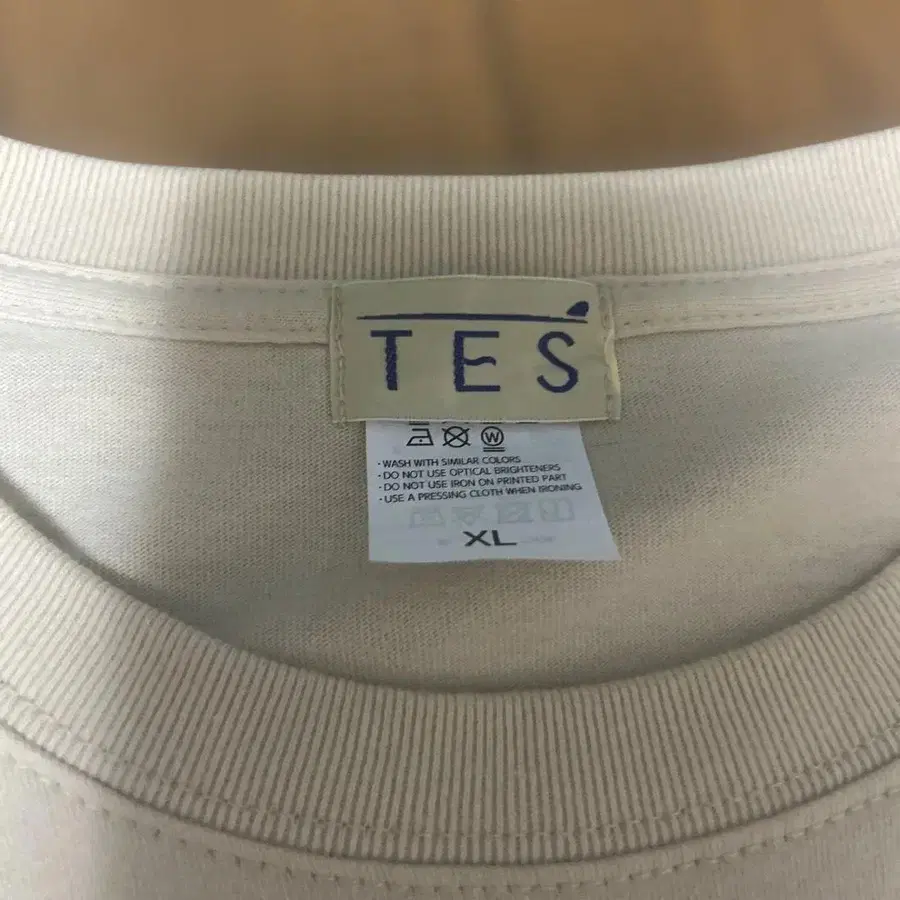 TES
W
· WASH WITH SIMILAR COLORS
· DO NOT USE OPTICAL BRIGHTENERS
· DO NOT USE IRON ON PRINTED PART
· USE A PRESSING CLOTH WHEN IRONING
XL